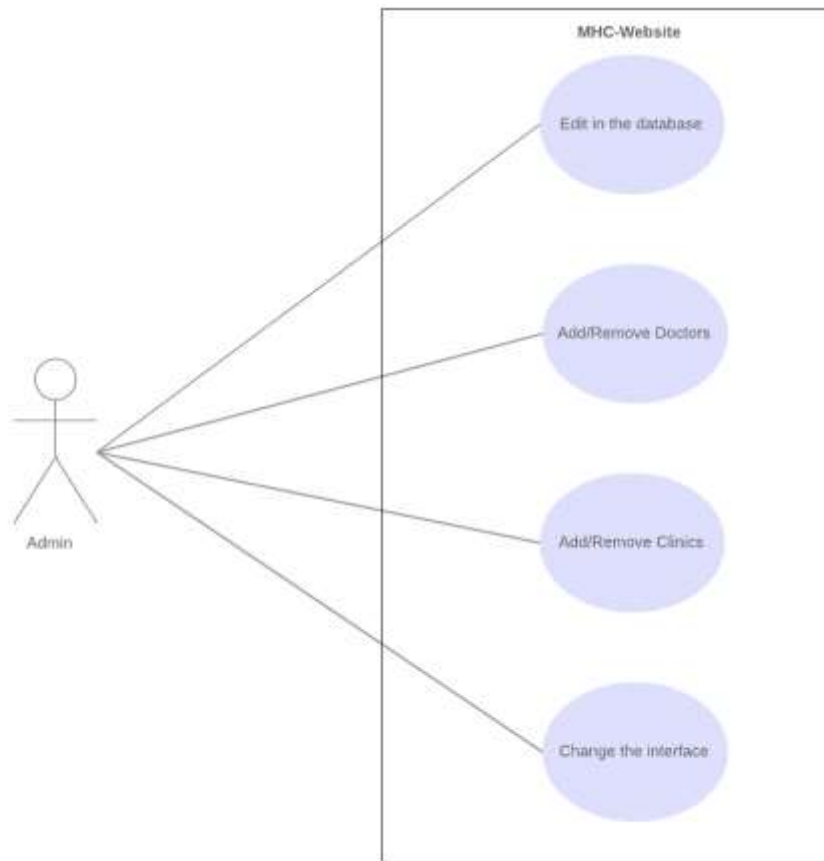 MHC-Website
Edit in the database
Add/Remove Doctors
Admin
Add/Remove Clinics
Change the interface